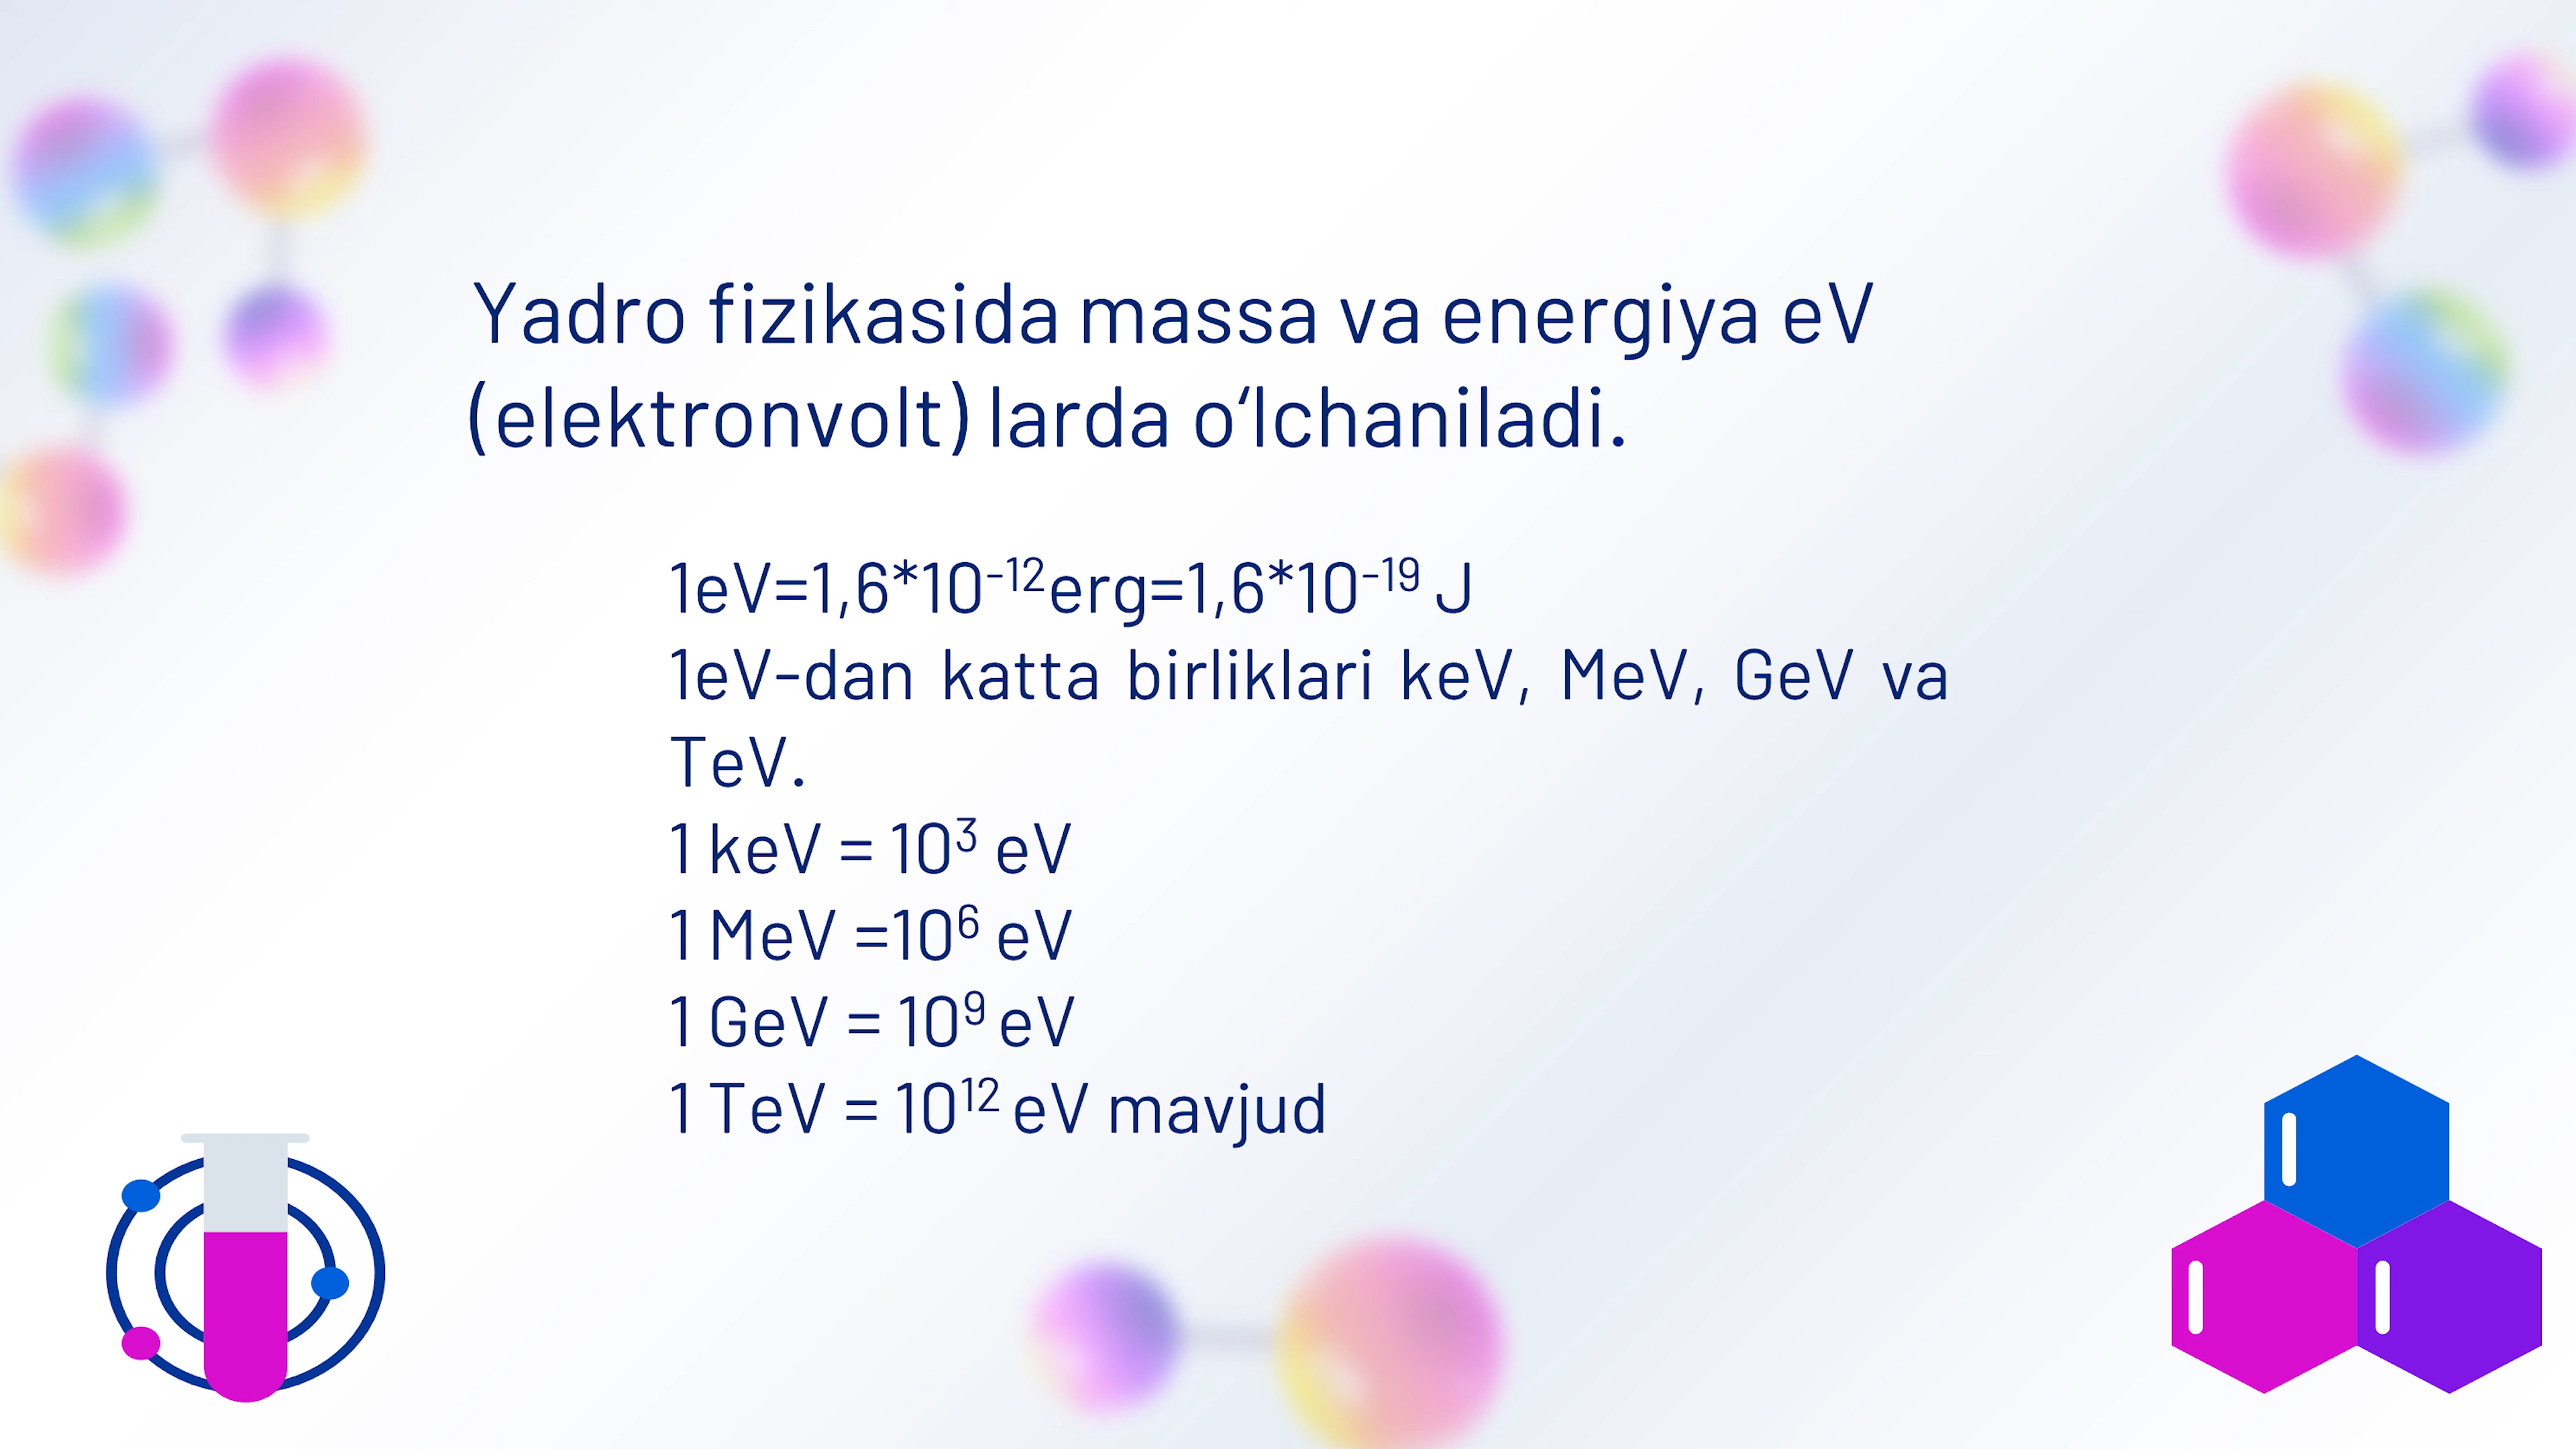 Yadro fizikasida massa va energiya eV
(elektronvolt) larda o‘lchaniladi.
1eV=1,6*10⁻¹²erg=1,6*10⁻¹⁹ J
1eV-dan katta birliklari keV, MeV, GeV va
TeV.
1 keV = 10³ eV
1 MeV =10⁶ eV
1 GeV = 10⁹ eV
1 TeV = 10¹² eV mavjud